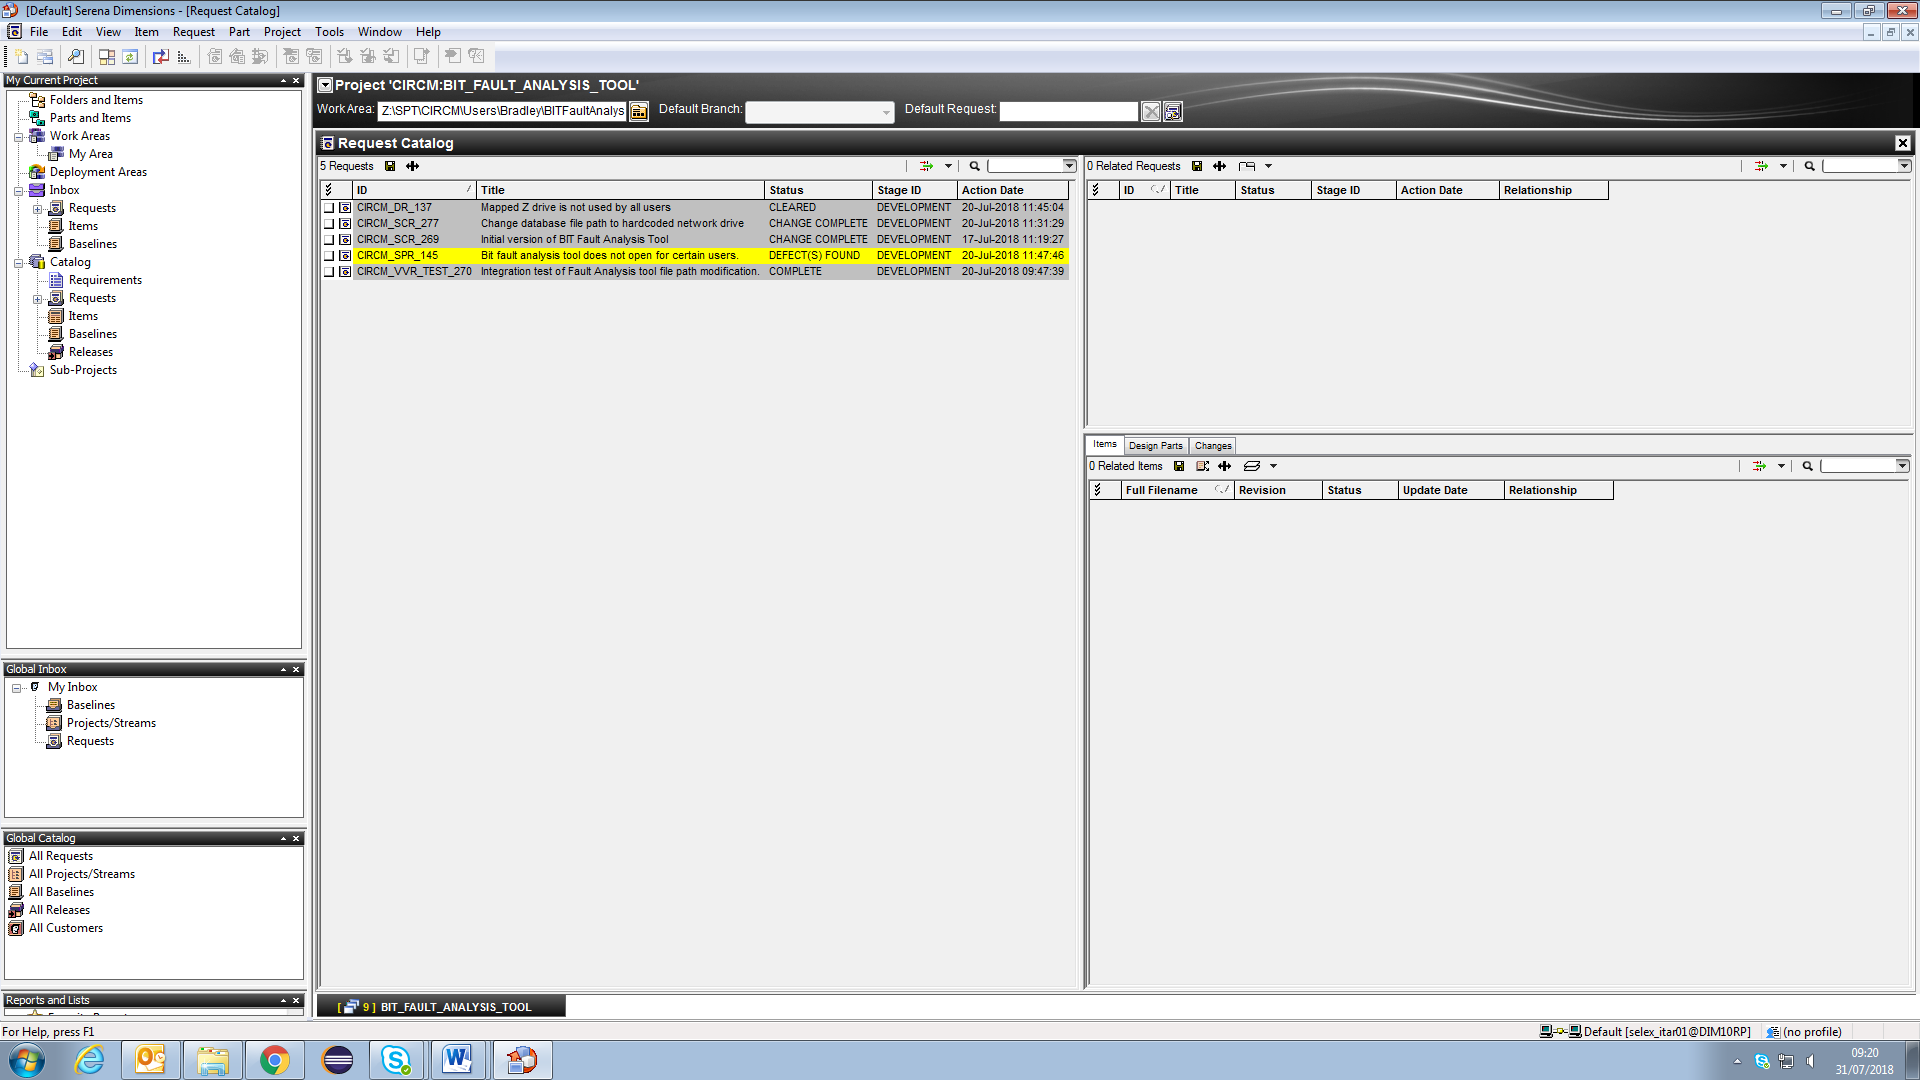 [Default] Serena Dimensions - [Request Catalog]
File Edit View Item Request Part Project Tools Window Help
My Current Project
Folders and Items
Parts and Items
Work Areas
My Area
Deployment Areas
Inbox
Requests
Items
Baselines
Catalog
Requirements
Requests
Items
Baselines
Releases
Sub-Projects
Global Inbox
My Inbox
Baselines
Projects/Streams
Requests
Global Catalog
All Requests
All Projects/Streams
All Baselines
All Releases
All Customers
Reports and Lists
Project 'CIRCM:BIT_FAULT_ANALYSIS_TOOL'
Work Area: Z:\SPT\CIRCM\Users\Bradley\BITFaultAnalys Default Branch: Default Request:
Request Catalog
5 Requests
ID Title Status Stage ID Action Date
CIRCM_DR_137 Mapped Z drive is not used by all users CLEARED DEVELOPMENT 20-Jul-2018 11:45:04
CIRCM_SCR_277 Change database file path to hardcoded network drive CHANGE COMPLETE DEVELOPMENT 20-Jul-2018 11:31:29
CIRCM_SCR_269 Initial version of BIT Fault Analysis Tool CHANGE COMPLETE DEVELOPMENT 17-Jul-2018 11:19:27
CIRCM_SPR_145 Bit fault analysis tool does not open for certain users. DEFECT(S) FOUND DEVELOPMENT 20-Jul-2018 11:47:46
CIRCM_VVR_TEST_270 Integration test of Fault Analysis tool file path modification. COMPLETE DEVELOPMENT 20-Jul-2018 09:47:39
0 Related Requests
ID Title Status Stage ID Action Date Relationship
Items Design Parts Changes
0 Related Items
Full Filename Revision Status Update Date Relationship
[ 9 ] BIT_FAULT_ANALYSIS_TOOL
For Help, press F1
Default [selex_itar01@DIM10RP] (no profile)
09:20
31/07/2018